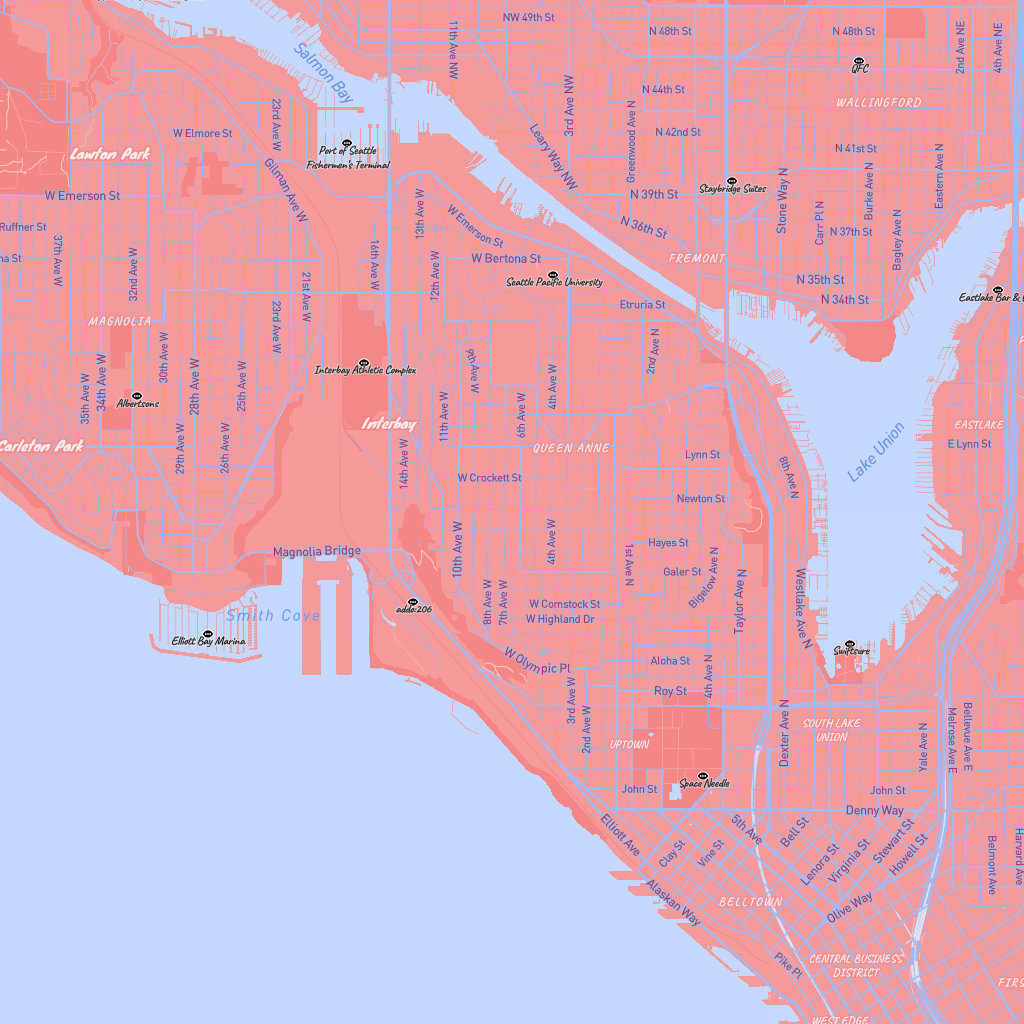 NW 49th St
11th Ave NW
N 48th St
N 48th St
2nd Ave NE
4th Ave NE
Salmon Bay
QFC
N 44th St
WALLINGFORD
3rd Ave NW
Greenwood Ave N
23rd Ave W
W Elmore St
N 42nd St
Leary Way NW
Port of Seattle
Fishermen's Terminal
Lawton Park
N 41st St
Gilman Ave W
Eastern Ave N
Burke Ave N
Stone Way N
Staybridge Suites
W Emerson St
N 39th St
13th Ave W
W Emerson St
Carr Pl N
Ruffner St
N 36th St
N 37th St
Bagley Ave N
37th Ave W
32nd Ave W
16th Ave W
12th Ave W
W Bertona St
FREMONT
na St
Seattle Pacific University
N 35th St
21st Ave W
N 34th St
Eastlake Bar &
Etruria St
MAGNOLIA
23rd Ave W
30th Ave W
2nd Ave W
34th Ave W
35th Ave W
28th Ave W
25th Ave W
Interbay Athletic Complex
9th Ave W
4th Ave W
Albertsons
11th Ave W
6th Ave W
Interbay
EASTLAKE
Carleton Park
29th Ave W
26th Ave W
14th Ave W
QUEEN ANNE
E Lynn St
Lake Union
Lynn St
8th Ave N
W Crockett St
Newton St
10th Ave W
4th Ave W
Hayes St
Magnolia Bridge
1st Ave N
Galer St
Bigelow Ave N
Taylor Ave N
Westlake Ave N
8th Ave W
7th Ave W
addo:206
W Comstock St
Smith Cove
W Highland Dr
Elliott Bay Marina
Swiftsure
W Olympic Pl
Aloha St
4th Ave N
3rd Ave W
Roy St
2nd Ave W
Dexter Ave N
SOUTH LAKE
UNION
Yale Ave N
Melrose Ave E
Bellevue Ave E
UPTOWN
Space Needle
John St
John St
Denny Way
Elliott Ave
5th Ave
Bell St
Clay St
Vine St
Lenora St
Virginia St
Stewart St
Howell St
Belmont Ave
Harvard Ave
Alaskan Way
BELLTOWN
Olive Way
Pike Pl
CENTRAL BUSINESS
DISTRICT
FIRS
WEST EDGE